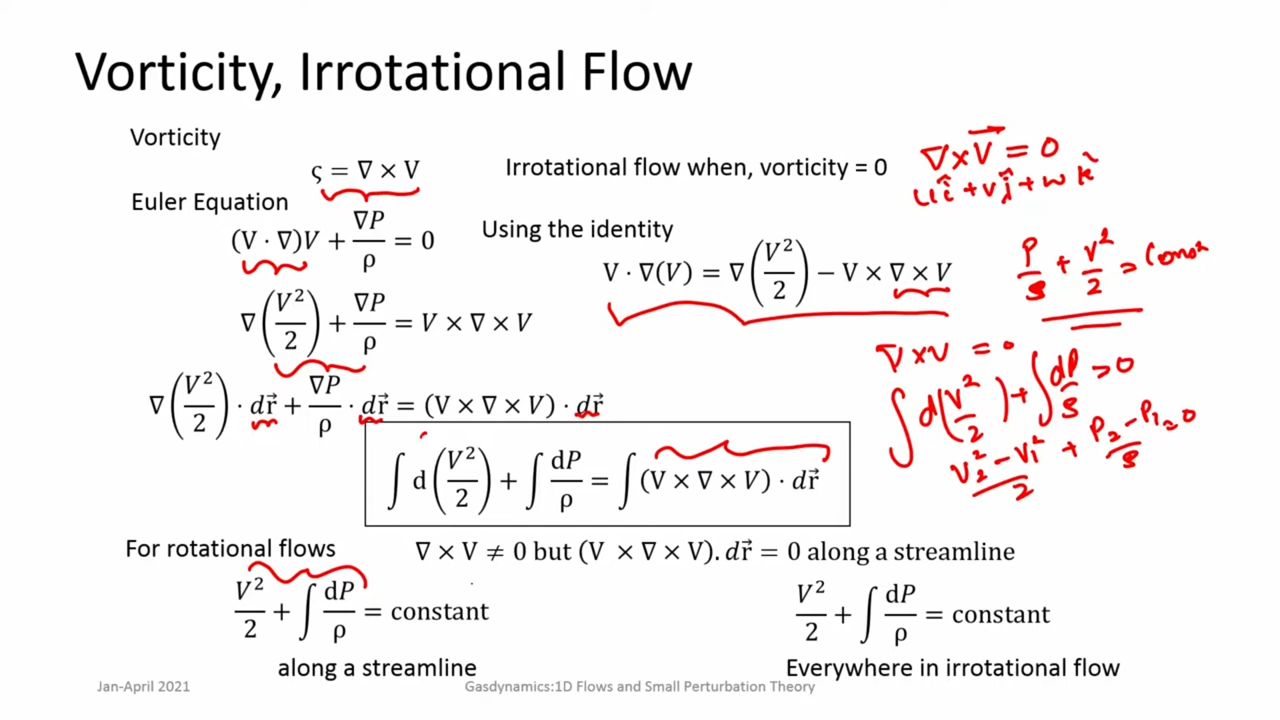 Vorticity, Irrotational Flow
Vorticity
ς = ∇ × V
Irrotational flow when, vorticity = 0
∇×V⃗ = 0
uî + vĵ + w k̂
Euler Equation
(V · ∇)V + ∇P/ρ = 0
Using the identity
V · ∇(V) = ∇(V²/2) − V × ∇ × V
P/ρ + V²/2 = Const
∇(V²/2) + ∇P/ρ = V × ∇ × V
∇×V = 0
∫d(V²/2) + ∫dP/ρ = 0
V₂² − V₁²/2 + P₂ − P₁/ρ = 0
∇(V²/2) · dr⃗ + ∇P/ρ · dr⃗ = (V × ∇ × V) · dr⃗
∫ d(V²/2) + ∫ dP/ρ = ∫ (V × ∇ × V) · dr⃗
For rotational flows
∇ × V ≠ 0 but (V × ∇ × V). dr⃗ = 0 along a streamline
V²/2 + ∫ dP/ρ = constant
V²/2 + ∫ dP/ρ = constant
along a streamline
Everywhere in irrotational flow
Jan-April 2021
Gasdynamics:1D Flows and Small Perturbation Theory